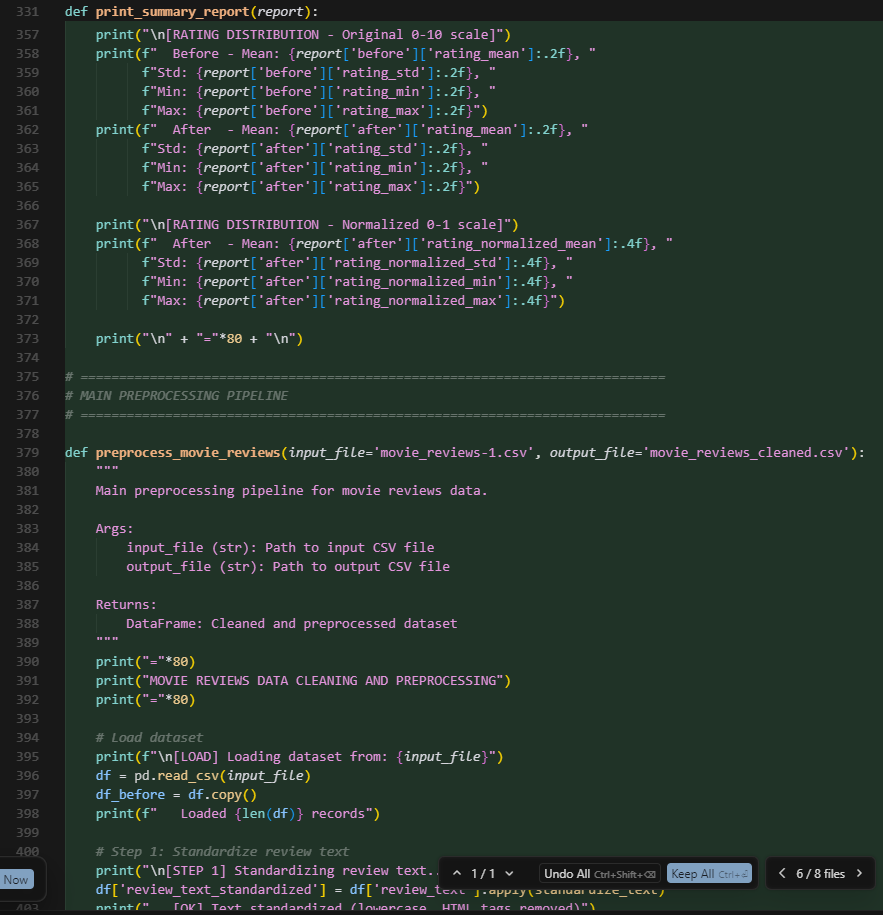 331 def print_summary_report(report):
357     print("\n[RATING DISTRIBUTION - Original 0-10 scale]")
358     print(f"  Before - Mean: {report['before']['rating_mean']:.2f}, "
359           f"Std: {report['before']['rating_std']:.2f}, "
360           f"Min: {report['before']['rating_min']:.2f}, "
361           f"Max: {report['before']['rating_max']:.2f}")
362     print(f"  After  - Mean: {report['after']['rating_mean']:.2f}, "
363           f"Std: {report['after']['rating_std']:.2f}, "
364           f"Min: {report['after']['rating_min']:.2f}, "
365           f"Max: {report['after']['rating_max']:.2f}")
366
367     print("\n[RATING DISTRIBUTION - Normalized 0-1 scale]")
368     print(f"  After  - Mean: {report['after']['rating_normalized_mean']:.4f}, "
369           f"Std: {report['after']['rating_normalized_std']:.4f}, "
370           f"Min: {report['after']['rating_normalized_min']:.4f}, "
371           f"Max: {report['after']['rating_normalized_max']:.4f}")
372
373     print("\n" + "="*80 + "\n")
374
375 # ============================================================================
376 # MAIN PREPROCESSING PIPELINE
377 # ============================================================================
378
379 def preprocess_movie_reviews(input_file='movie_reviews-1.csv', output_file='movie_reviews_cleaned.csv'):
380     """
381     Main preprocessing pipeline for movie reviews data.
382
383     Args:
384         input_file (str): Path to input CSV file
385         output_file (str): Path to output CSV file
386
387     Returns:
388         DataFrame: Cleaned and preprocessed dataset
389     """
390     print("="*80)
391     print("MOVIE REVIEWS DATA CLEANING AND PREPROCESSING")
392     print("="*80)
393
394     # Load dataset
395     print(f"\n[LOAD] Loading dataset from: {input_file}")
396     df = pd.read_csv(input_file)
397     df_before = df.copy()
398     print(f"   Loaded {len(df)} records")
399
400     # Step 1: Standardize review text
    print("\n[STEP 1] Standardizing review text..
Now
1/1
Undo All Ctrl+Shift+⌫
Keep All Ctrl+⏎
6/8 files
    df['review_text_standardized'] = df['review_text'].apply(standardize_text)
403     print("   [OK] Text standardized (lowercase, HTML tags removed)")